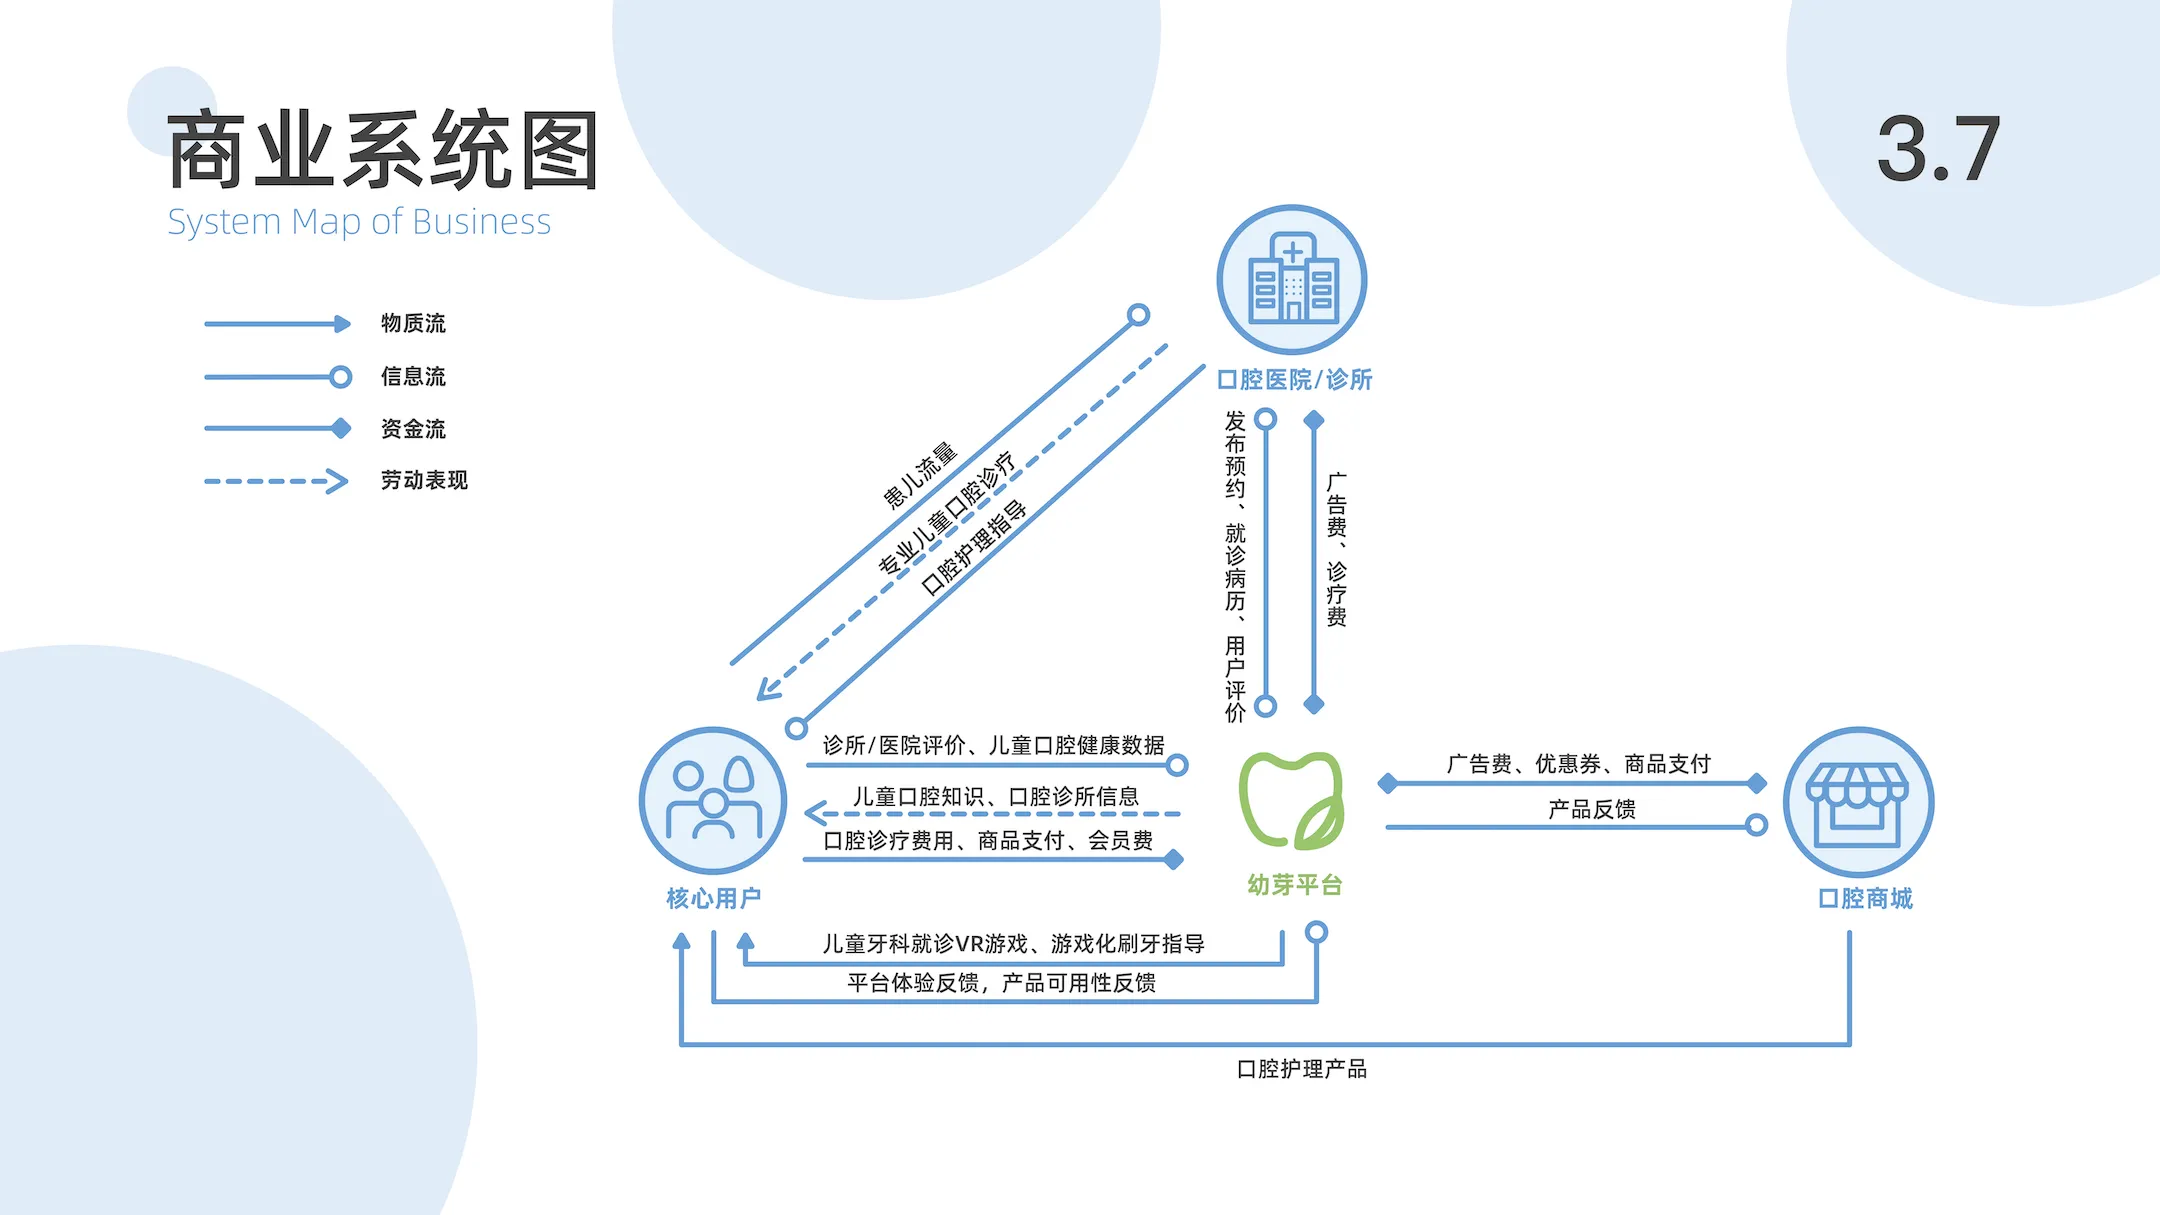 商业系统图
System Map of Business
3.7
物质流
信息流
资金流
劳动表现
口腔医院/诊所
患儿流量
专业儿童口腔诊疗
口腔护理指导
发布预约、就诊病历、用户评价
广告费、诊疗费
诊所/医院评价、儿童口腔健康数据
儿童口腔知识、口腔诊所信息
口腔诊疗费用、商品支付、会员费
广告费、优惠券、商品支付
产品反馈
核心用户
幼芽平台
口腔商城
儿童牙科就诊VR游戏、游戏化刷牙指导
平台体验反馈，产品可用性反馈
口腔护理产品